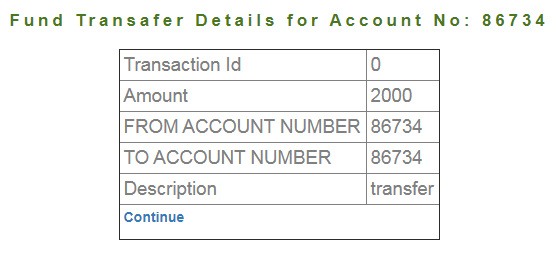 Fund Transafer Details for Account No: 86734
Transaction Id 0
Amount 2000
FROM ACCOUNT NUMBER 86734
TO ACCOUNT NUMBER 86734
Description transfer
Continue